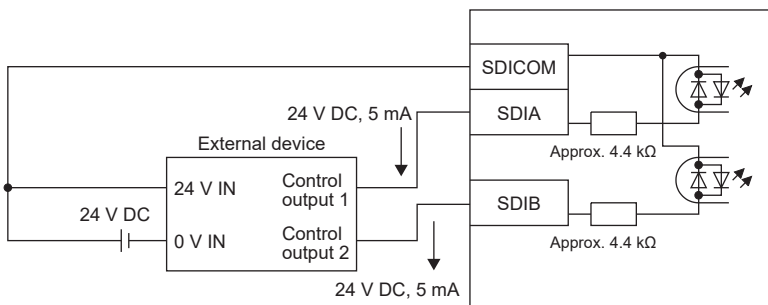 SDICOM
24 V DC, 5 mA
SDIA
External device
Approx. 4.4 kΩ
24 V IN
Control
output 1
24 V DC
SDIB
0 V IN
Control
output 2
Approx. 4.4 kΩ
24 V DC, 5 mA